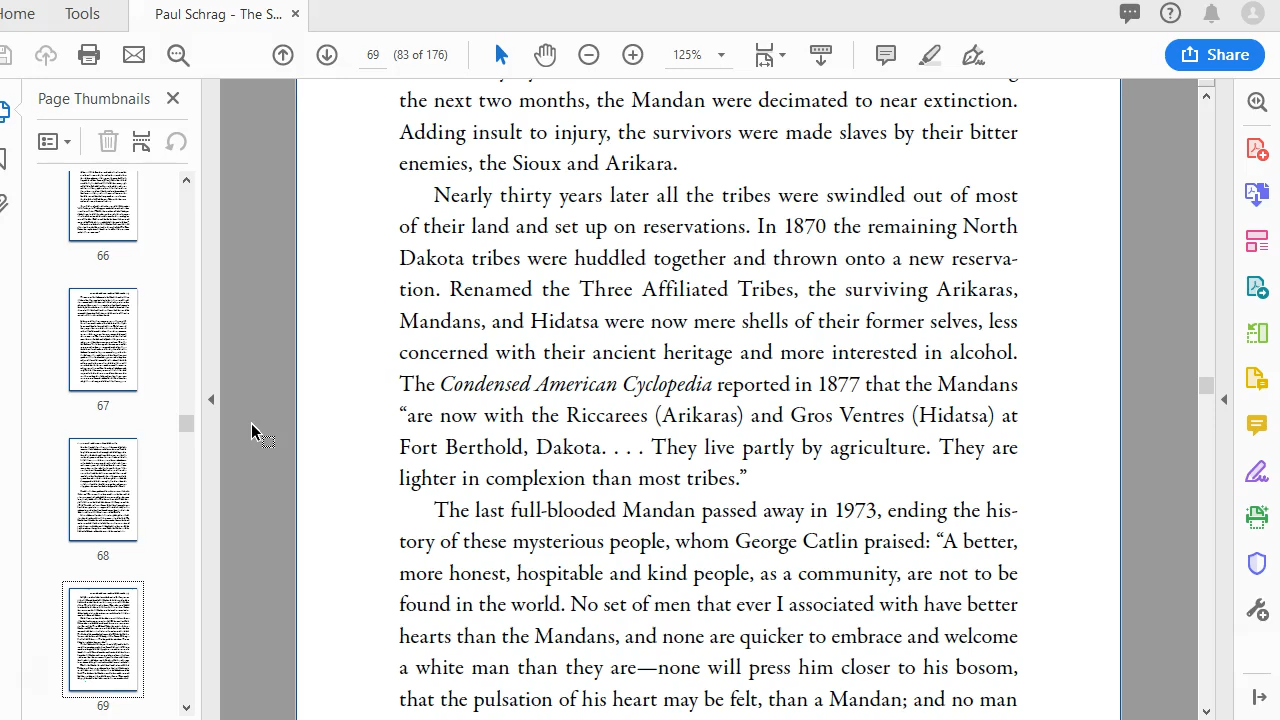 Home
Tools
Paul Schrag - The S...
69
(83 of 176)
125%
Share
Page Thumbnails
66
67
68
69
the next two months, the Mandan were decimated to near extinction.
Adding insult to injury, the survivors were made slaves by their bitter
enemies, the Sioux and Arikara.
Nearly thirty years later all the tribes were swindled out of most
of their land and set up on reservations. In 1870 the remaining North
Dakota tribes were huddled together and thrown onto a new reserva-
tion. Renamed the Three Affiliated Tribes, the surviving Arikaras,
Mandans, and Hidatsa were now mere shells of their former selves, less
concerned with their ancient heritage and more interested in alcohol.
The Condensed American Cyclopedia reported in 1877 that the Mandans
“are now with the Riccarees (Arikaras) and Gros Ventres (Hidatsa) at
Fort Berthold, Dakota. . . . They live partly by agriculture. They are
lighter in complexion than most tribes.”
The last full-blooded Mandan passed away in 1973, ending the his-
tory of these mysterious people, whom George Catlin praised: “A better,
more honest, hospitable and kind people, as a community, are not to be
found in the world. No set of men that ever I associated with have better
hearts than the Mandans, and none are quicker to embrace and welcome
a white man than they are—none will press him closer to his bosom,
that the pulsation of his heart may be felt, than a Mandan; and no man